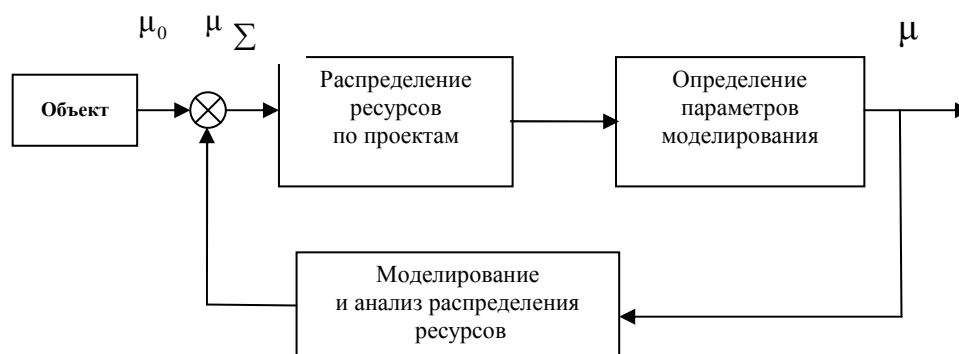 μ₀ μ Σ μ
Объект
Распределение
ресурсов
по проектам
Определение
параметров
моделирования
Моделирование
и анализ распределения
ресурсов